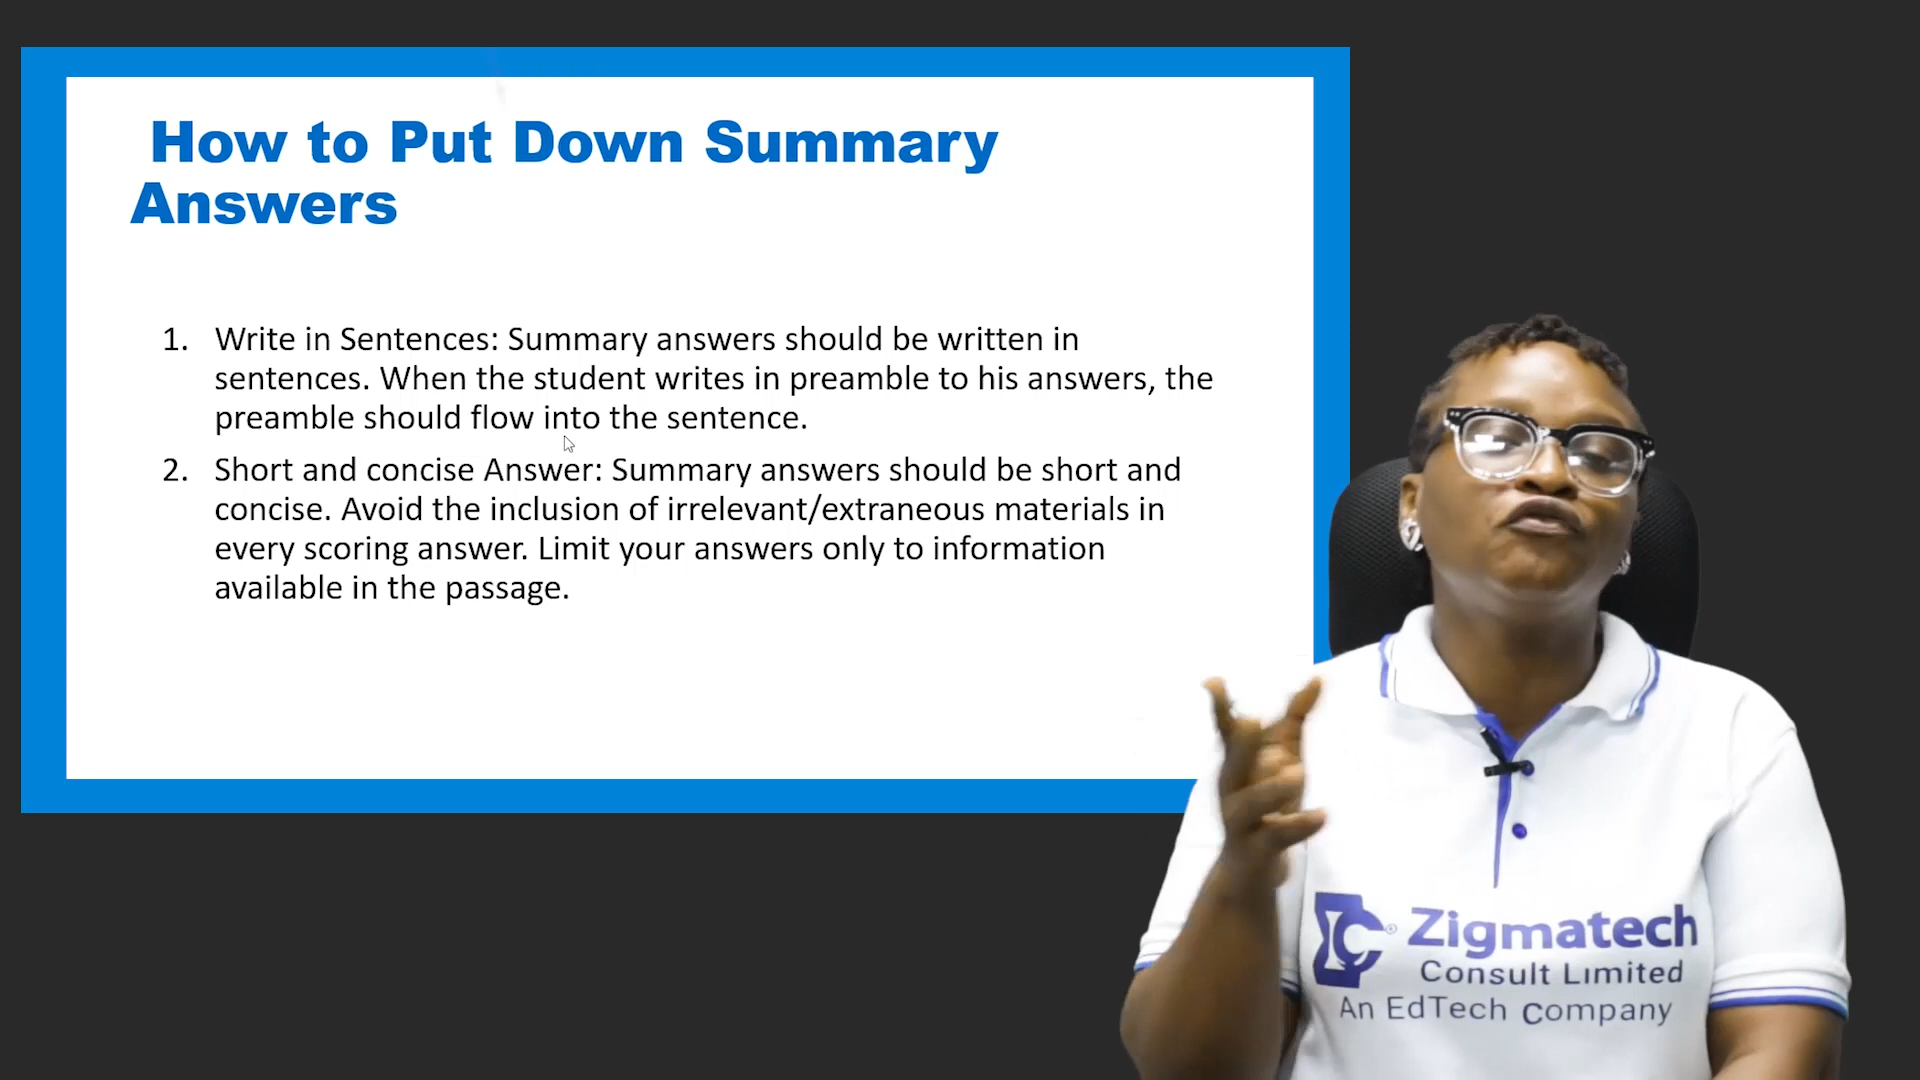 How to Put Down Summary
Answers
1. Write in Sentences: Summary answers should be written in
sentences. When the student writes in preamble to his answers, the
preamble should flow into the sentence.
2. Short and concise Answer: Summary answers should be short and
concise. Avoid the inclusion of irrelevant/extraneous materials in
every scoring answer. Limit your answers only to information
available in the passage.
Zigmatech
Consult Limited
An EdTech Company